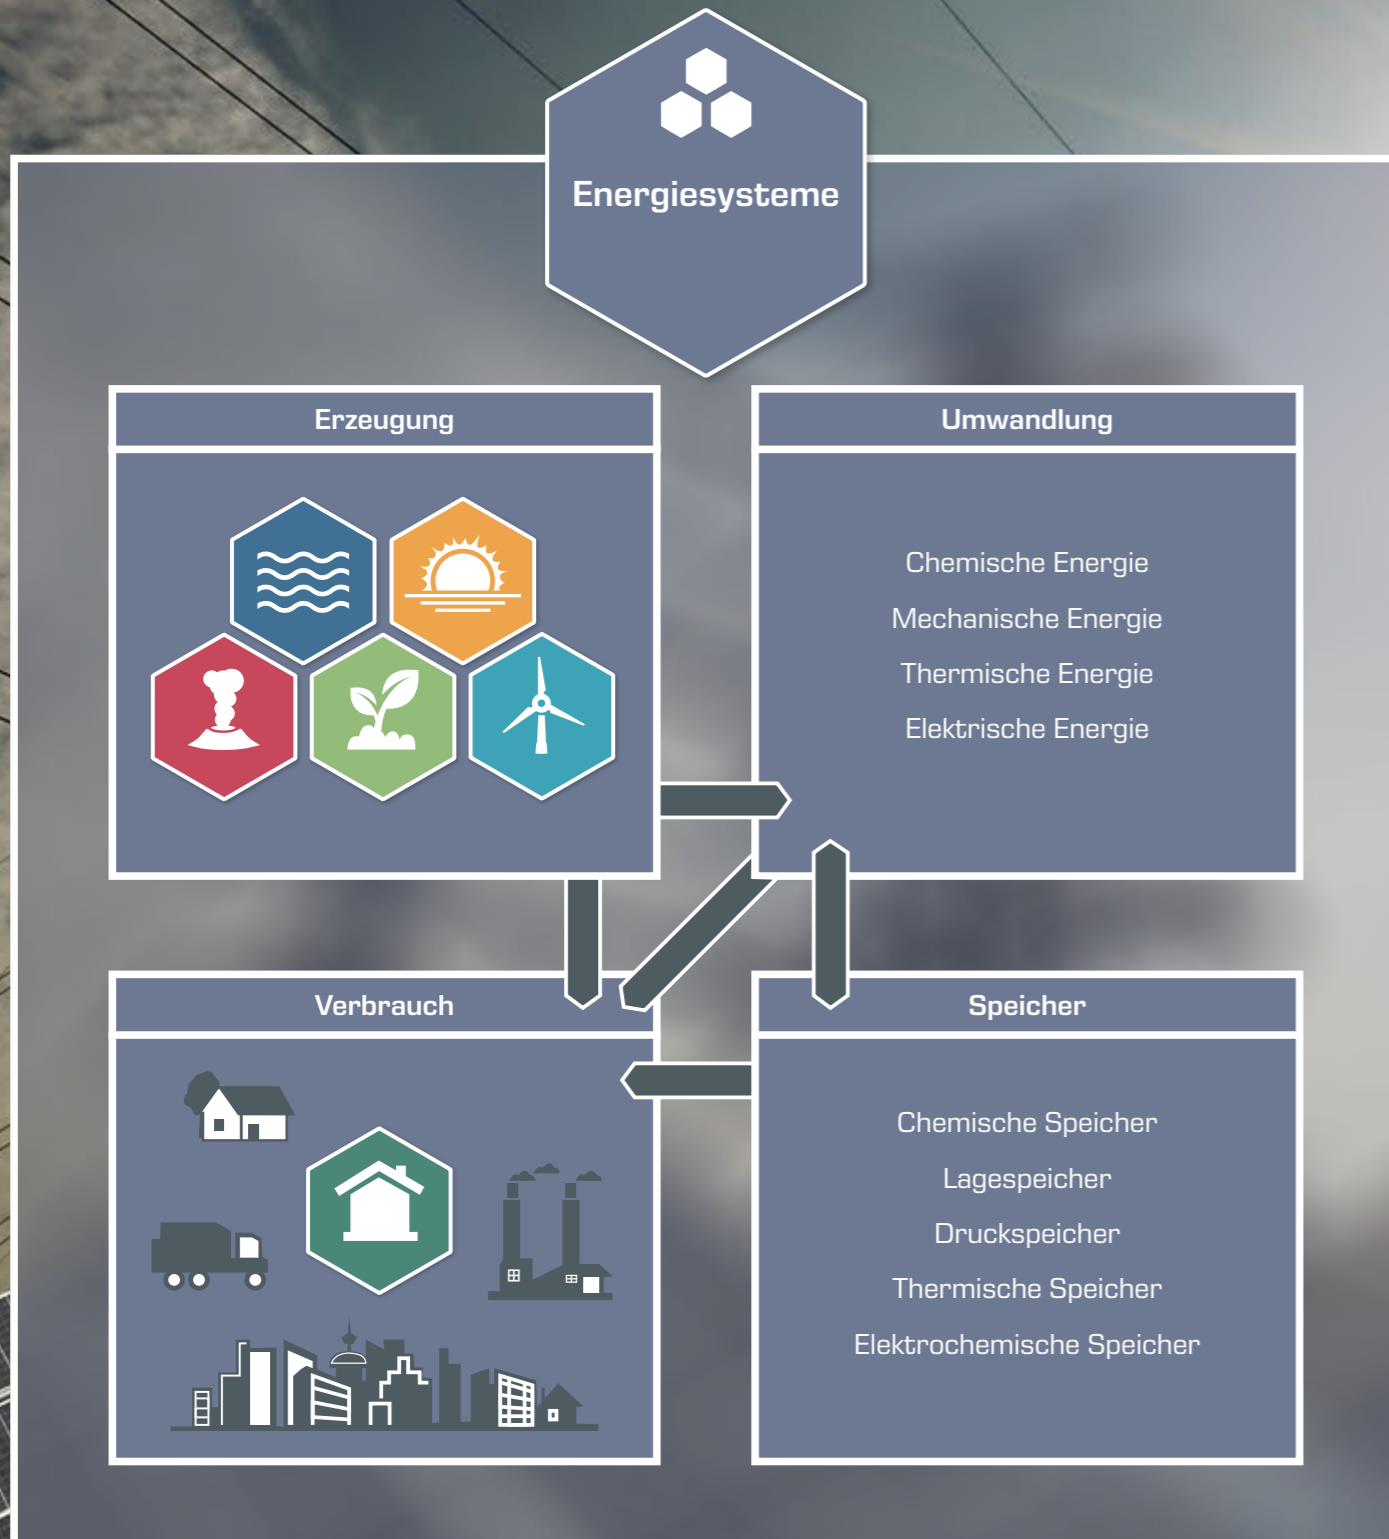 Energiesysteme
Erzeugung
Umwandlung
Chemische Energie
Mechanische Energie
Thermische Energie
Elektrische Energie
Verbrauch
Speicher
Chemische Speicher
Lagespeicher
Druckspeicher
Thermische Speicher
Elektrochemische Speicher